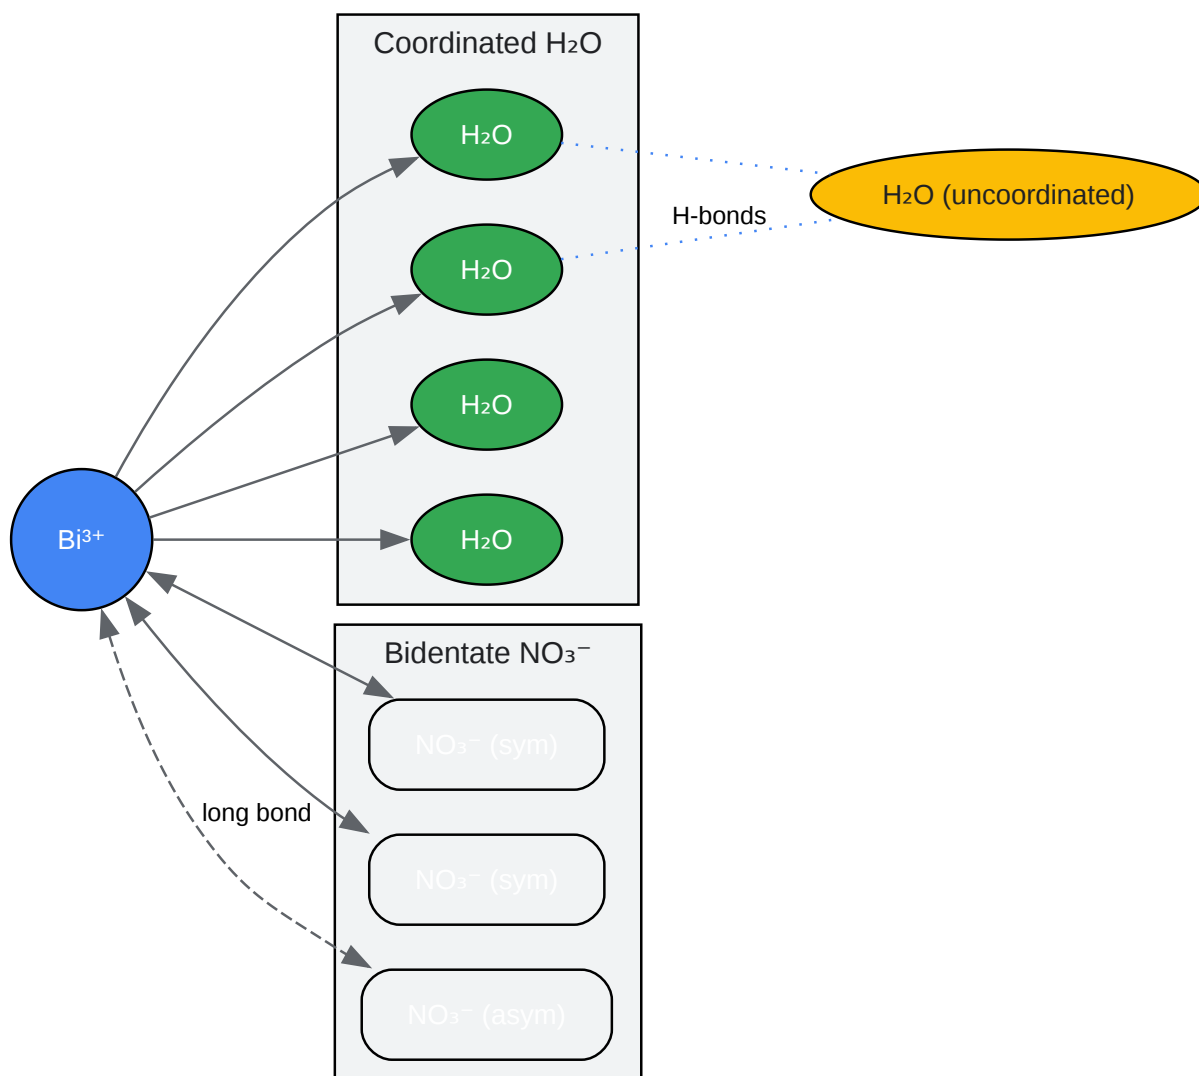 Coordinated H₂O
H₂O
H₂O (uncoordinated)
H-bonds
H₂O
H₂O
Bi³⁺
H₂O
Bidentate NO₃⁻
NO₃⁻ (sym)
long bond
NO₃⁻ (sym)
NO₃⁻ (asym)